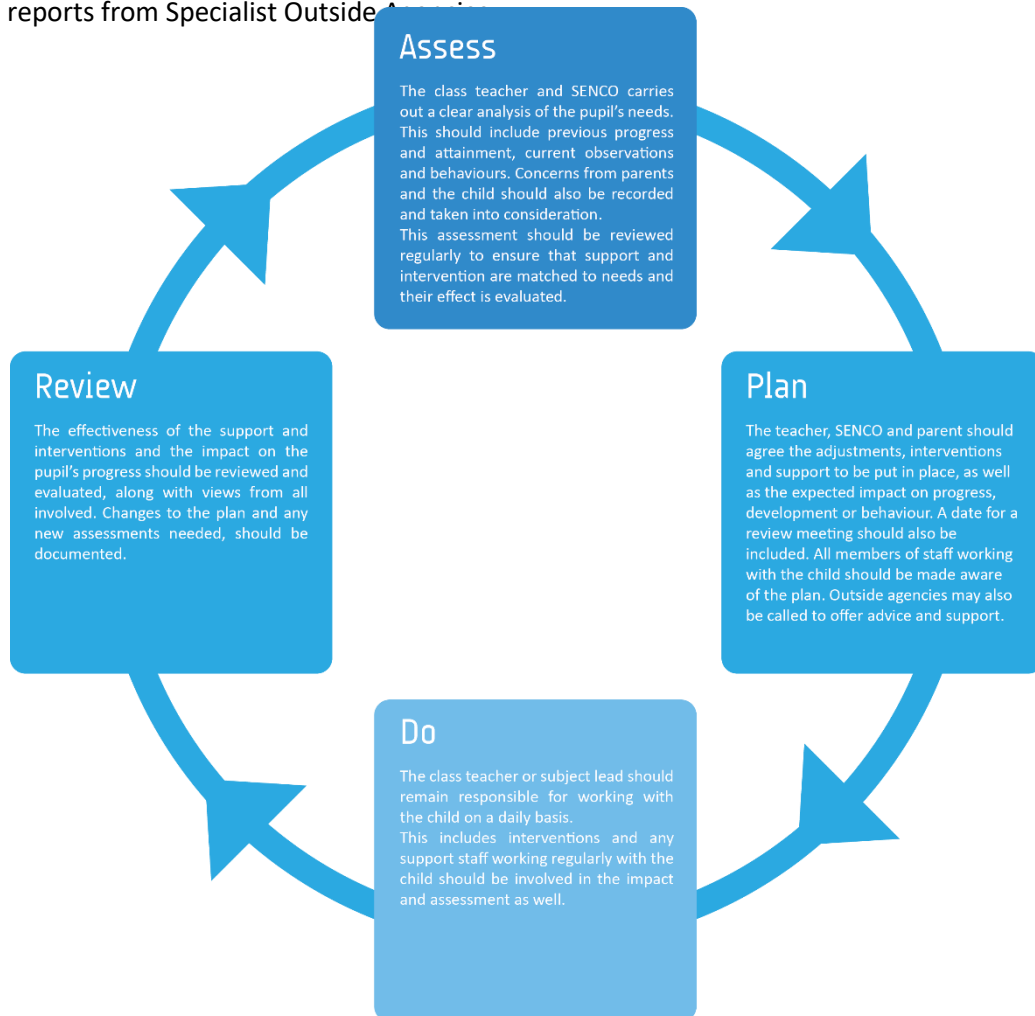 reports from Specialist Outside
Assess
The class teacher and SENCO carries
out a clear analysis of the pupil's needs.
This should include previous progress
and attainment, current observations
and behaviours. Concerns from parents
and the child should also be recorded
and taken into consideration.
This assessment should be reviewed
regularly to ensure that support and
intervention are matched to needs and
their effect is evaluated.
Review
The effectiveness of the support and
interventions and the impact on the
pupil's progress should be reviewed and
evaluated, along with views from all
involved. Changes to the plan and any
new assessments needed, should be
documented.
Plan
The teacher, SENCO and parent should
agree the adjustments, interventions
and support to be put in place, as well
as the expected impact on progress,
development or behaviour. A date for a
review meeting should also be
included. All members of staff working
with the child should be made aware
of the plan. Outside agencies may also
be called to offer advice and support.
Do
The class teacher or subject lead should
remain responsible for working with
the child on a daily basis.
This includes interventions and any
support staff working regularly with the
child should be involved in the impact
and assessment as well.